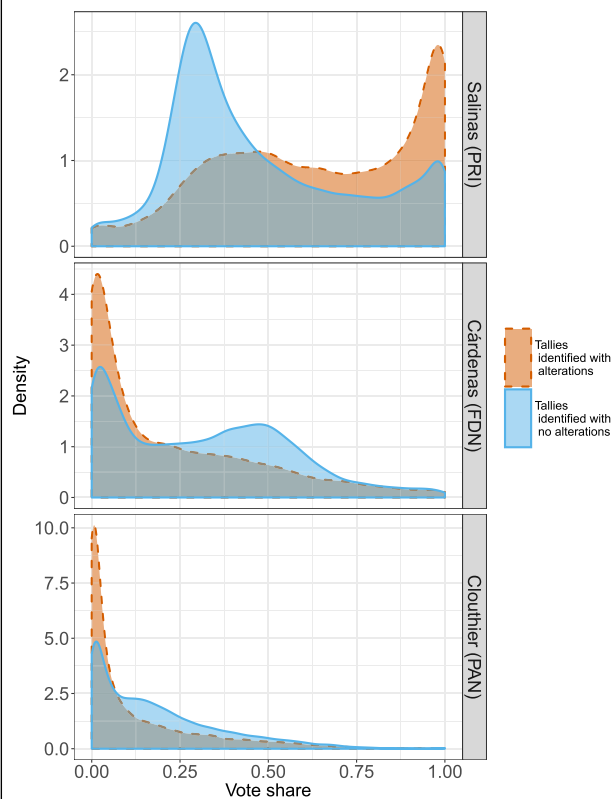 2
1
0
Salinas (PRI)
4
3
2
1
0
Cárdenas (FDN)
10.0
7.5
5.0
2.5
0.0
Clouthier (PAN)
0.00 0.25 0.50 0.75 1.00
Vote share
Density
Tallies
identified with
alterations
Tallies
identified with
no alterations